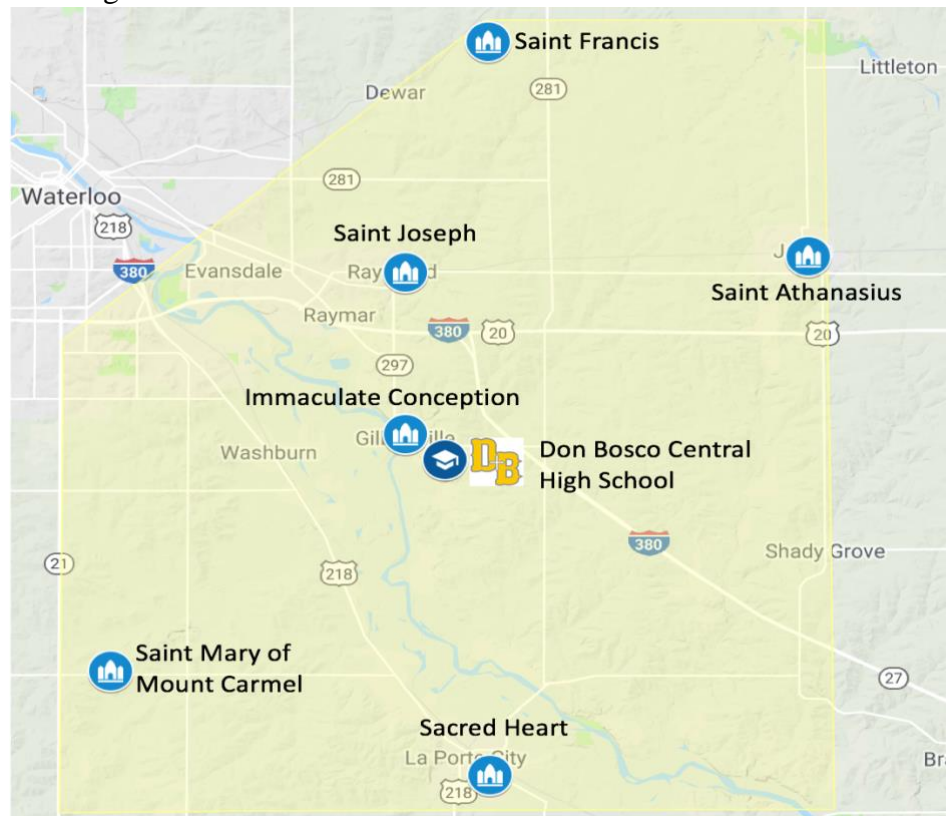 Saint Francis
Littleton
Dewar
281
281
Waterloo
218
Saint Joseph
380
Evansdale
Saint Athanasius
Raymar
380
20
20
297
Immaculate Conception
Washburn
DB
Don Bosco Central
High School
380
Shady Grove
21
218
Saint Mary of
Mount Carmel
27
Sacred Heart
La Porte City
218